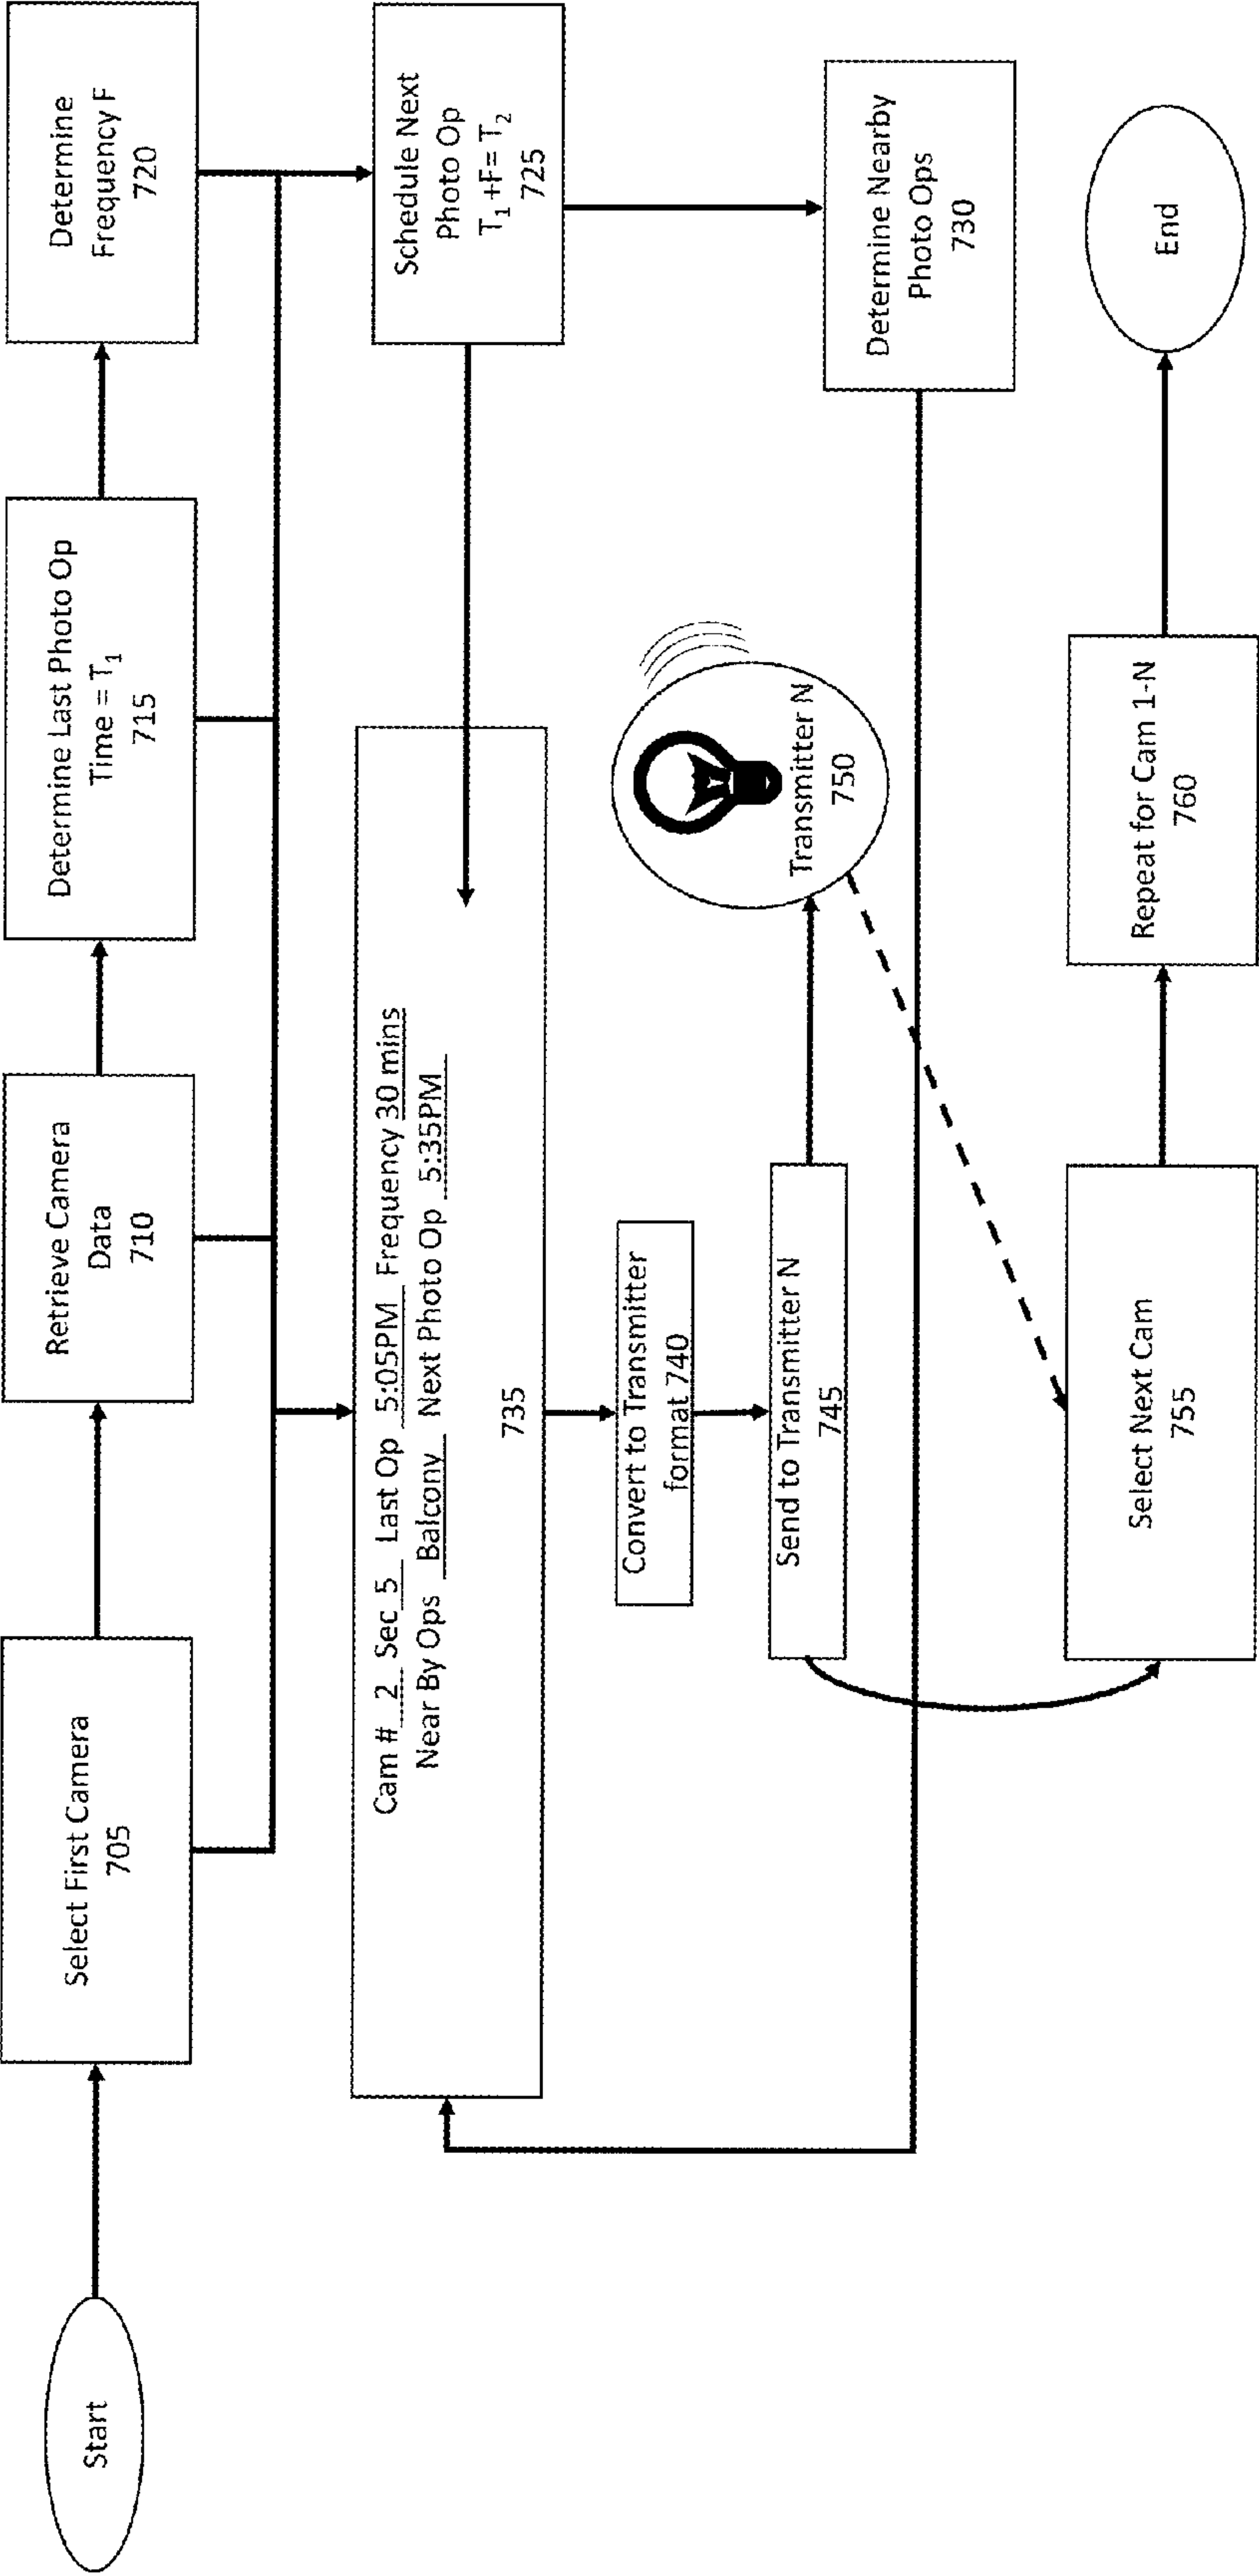 Start
Select First Camera
705
Retrieve Camera
Data
710
Determine Last Photo Op
Time = T1
715
Determine
Frequency F
720
Schedule Next
Photo Op
T1 +F= T2
725
Cam # 2 Sec 5 Last Op 5:05PM Frequency 30 mins
Near By Ops Balcony Next Photo Op 5:35PM
735
Convert to Transmitter
format 740
Send to Transmitter N
745
Transmitter N
750
Determine Nearby
Photo Ops
730
Select Next Cam
755
Repeat for Cam 1-N
760
End